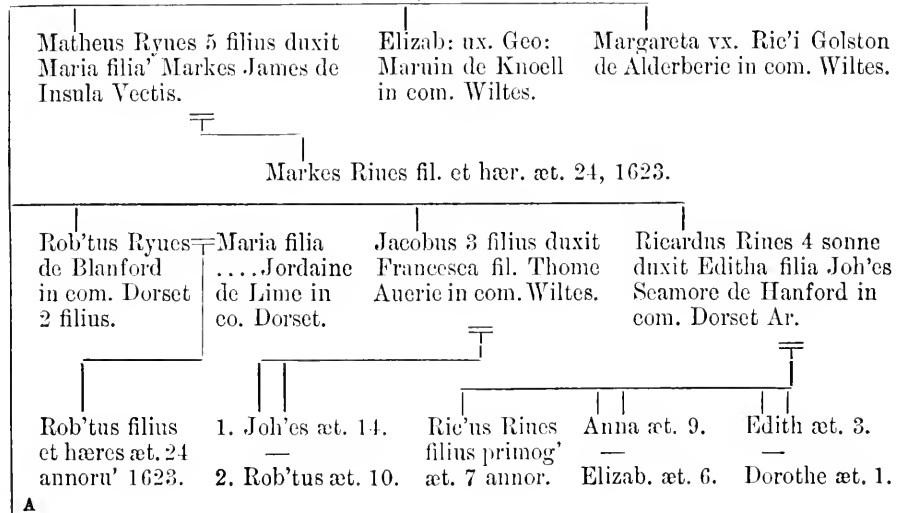 Matheus Rynes 5 filius duxit
Maria filia' Markes James de
Insula Vectis.
Elizab: ux. Geo:
Maruin de Knoell
in com. Wiltes.
Margareta vx. Ric'i Golston
de Alderberie in com. Wiltes.
Markes Rines fil. et hær. æt. 24, 1623.
Rob'tus Rynes
de Blanford
in com. Dorset
2 filius.
Maria filia
....Jordaine
de Lime in
co. Dorset.
Jacobus 3 filius duxit
Francesca fil. Thome
Auerie in com. Wiltes.
Ricardus Rines 4 sonne
duxit Editha filia Joh'es
Seamore de Hanford in
com. Dorset Ar.
Rob'tus filius
et hæres æt. 24
annoru' 1623.
1. Joh'es æt. 14.
—
2. Rob'tus æt. 10.
Ric'us Rines
filius primog'
æt. 7 annor.
Anna æt. 9.
—
Elizab. æt. 6.
Edith æt. 3.
—
Dorothe æt. 1.
A